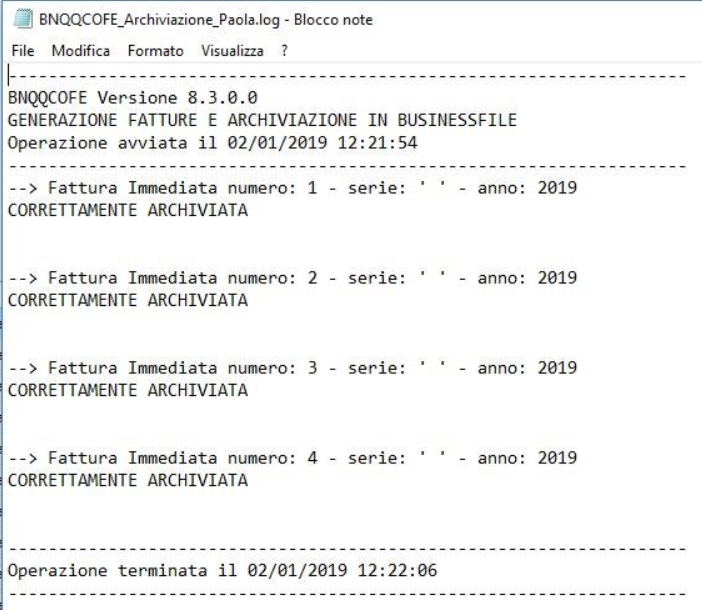 BNQQCOFE_Archiviazione_Paola.log - Blocco note
File Modifica Formato Visualizza ?
--------------------------------------------------------------------
BNQQCOFE Versione 8.3.0.0
GENERAZIONE FATTURE E ARCHIVIAZIONE IN BUSINESSFILE
Operazione avviata il 02/01/2019 12:21:54
--------------------------------------------------------------------
--> Fattura Immediata numero: 1 - serie: ' ' - anno: 2019
CORRETTAMENTE ARCHIVIATA
--> Fattura Immediata numero: 2 - serie: ' ' - anno: 2019
CORRETTAMENTE ARCHIVIATA
--> Fattura Immediata numero: 3 - serie: ' ' - anno: 2019
CORRETTAMENTE ARCHIVIATA
--> Fattura Immediata numero: 4 - serie: ' ' - anno: 2019
CORRETTAMENTE ARCHIVIATA
--------------------------------------------------------------------
Operazione terminata il 02/01/2019 12:22:06
--------------------------------------------------------------------